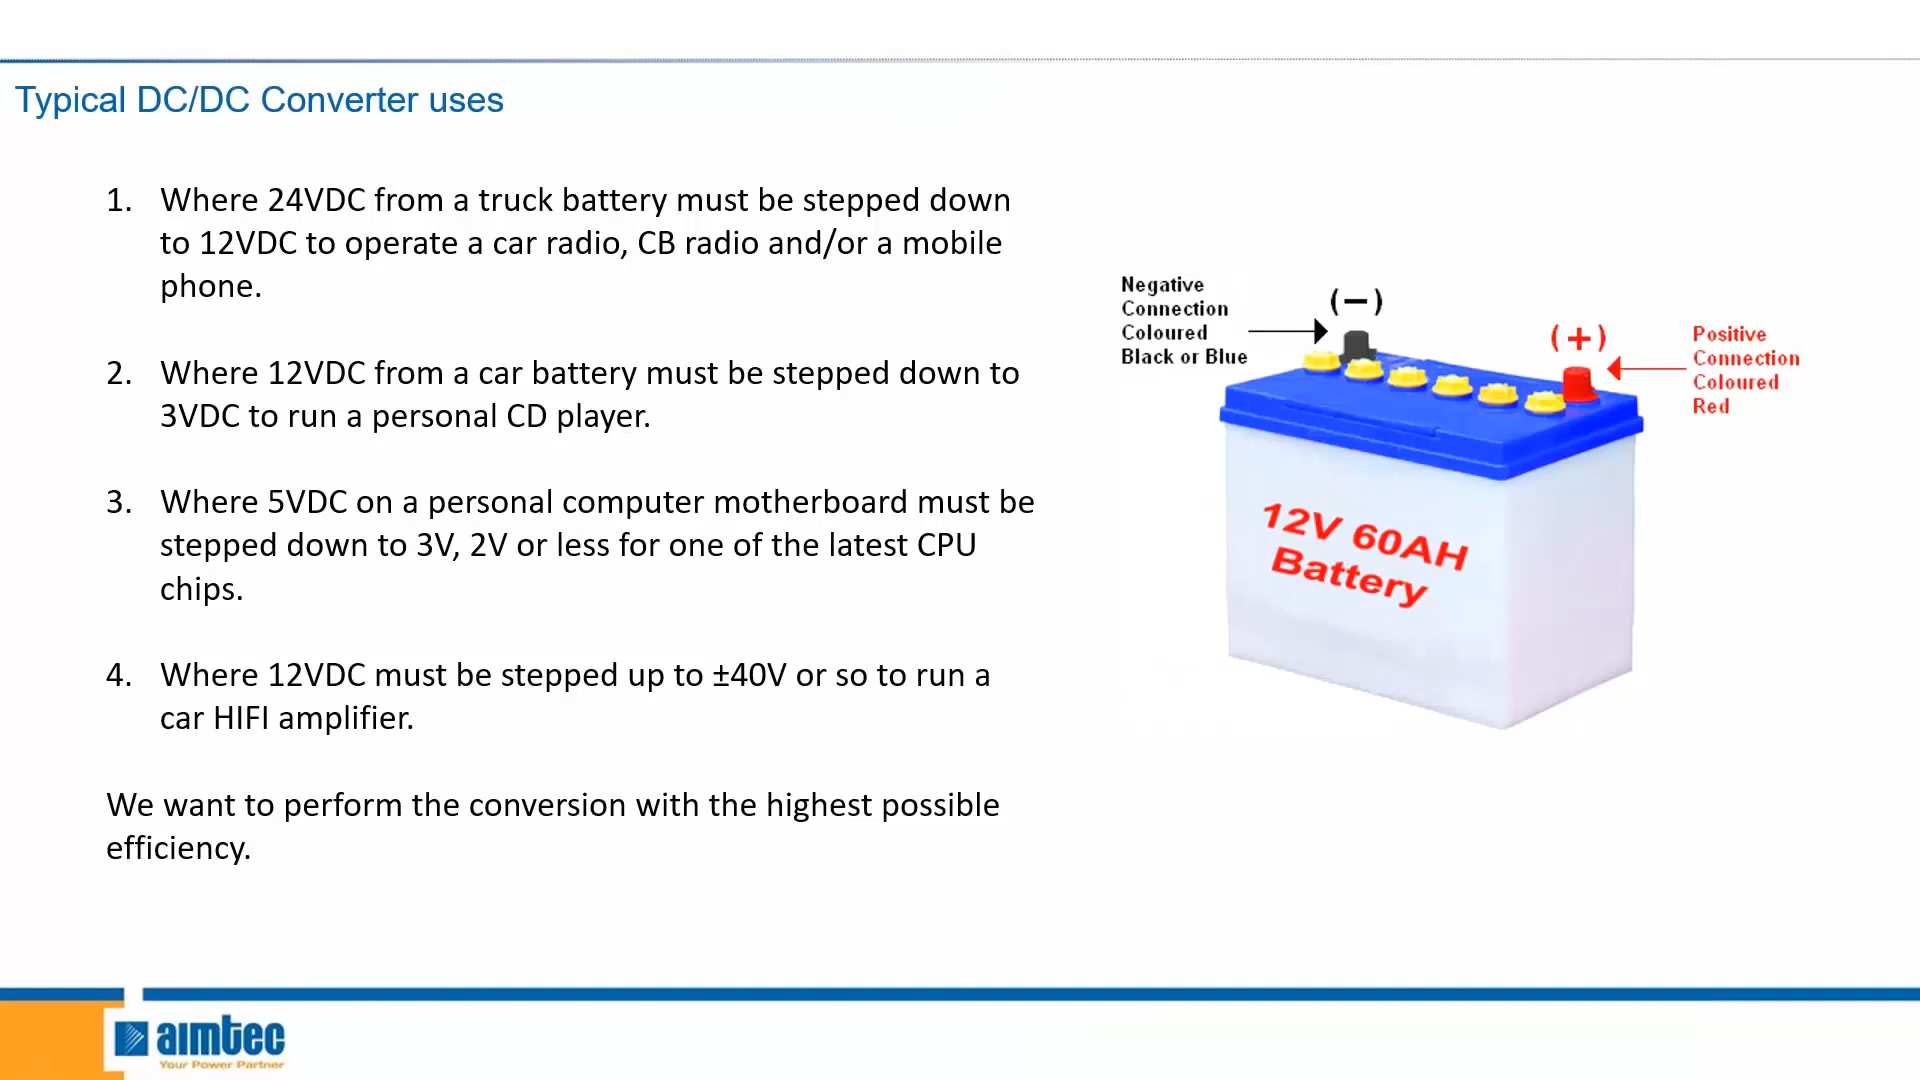 Typical DC/DC Converter uses
1. Where 24VDC from a truck battery must be stepped down
to 12VDC to operate a car radio, CB radio and/or a mobile
phone.
2. Where 12VDC from a car battery must be stepped down to
3VDC to run a personal CD player.
3. Where 5VDC on a personal computer motherboard must be
stepped down to 3V, 2V or less for one of the latest CPU
chips.
4. Where 12VDC must be stepped up to ±40V or so to run a
car HIFI amplifier.
We want to perform the conversion with the highest possible
efficiency.
Negative
Connection
Coloured
Black or Blue
(−)
(+)
Positive
Connection
Coloured
Red
12V 60AH
Battery
aimtec
Your Power Partner